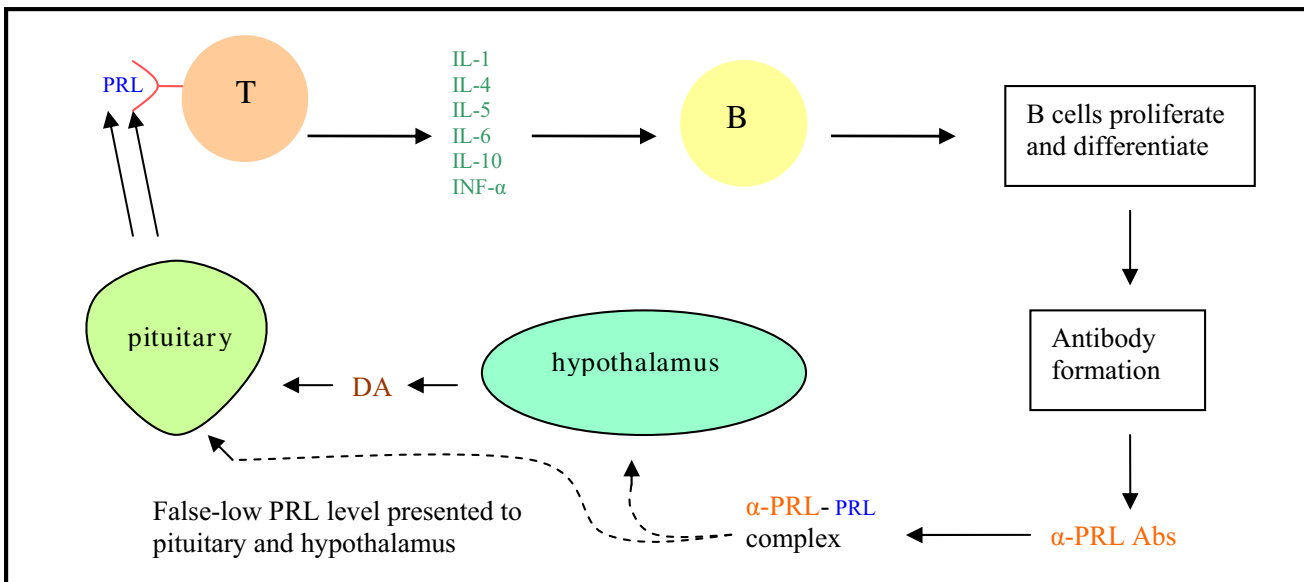 PRL
T
IL-1
IL-4
IL-5
IL-6
IL-10
INF-α
B
B cells proliferate
and differentiate
pituitary
DA
hypothalamus
Antibody
formation
False-low PRL level presented to
pituitary and hypothalamus
α-PRL- PRL
complex
α-PRL Abs